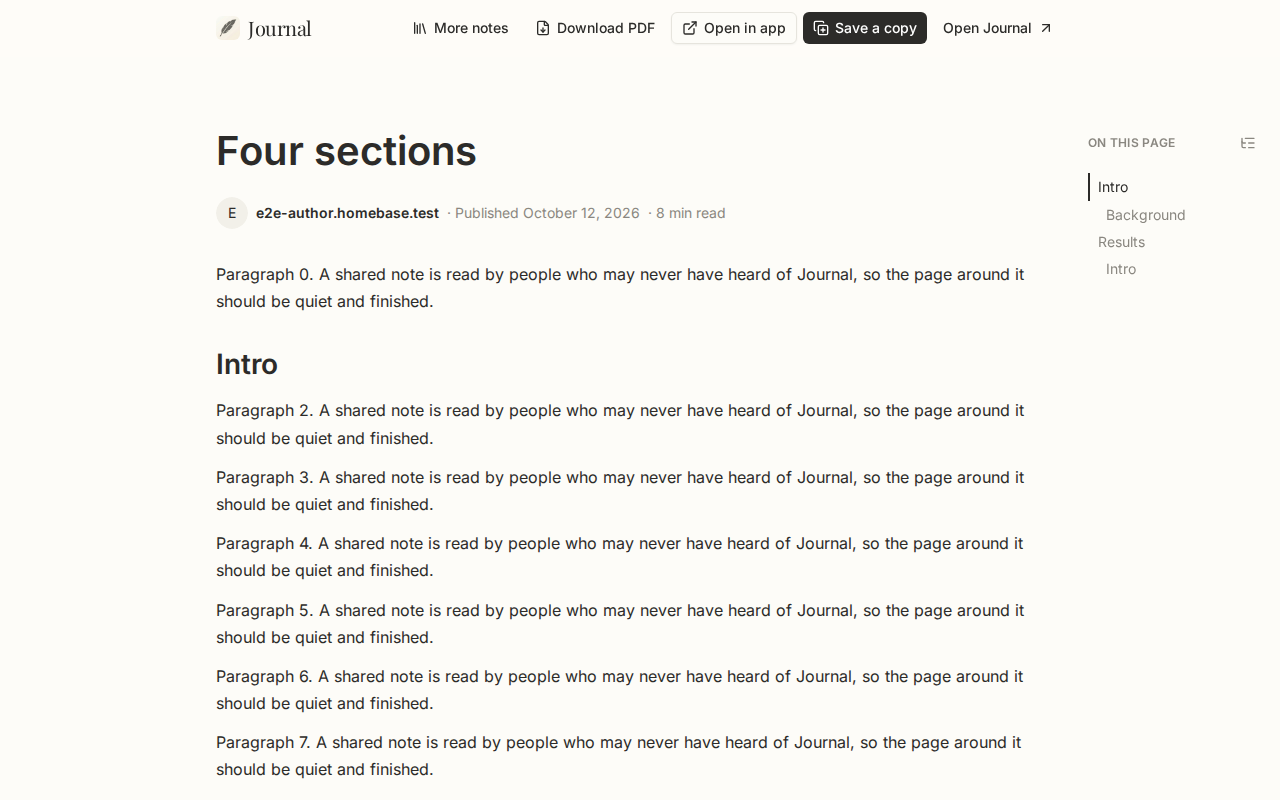 Journal
More notes
Download PDF
Open in app
Save a copy
Open Journal
Four sections
E
e2e-author.homebase.test · Published October 12, 2026 · 8 min read
Paragraph 0. A shared note is read by people who may never have heard of Journal, so the page around it
should be quiet and finished.
Intro
Paragraph 2. A shared note is read by people who may never have heard of Journal, so the page around it
should be quiet and finished.
Paragraph 3. A shared note is read by people who may never have heard of Journal, so the page around it
should be quiet and finished.
Paragraph 4. A shared note is read by people who may never have heard of Journal, so the page around it
should be quiet and finished.
Paragraph 5. A shared note is read by people who may never have heard of Journal, so the page around it
should be quiet and finished.
Paragraph 6. A shared note is read by people who may never have heard of Journal, so the page around it
should be quiet and finished.
Paragraph 7. A shared note is read by people who may never have heard of Journal, so the page around it
should be quiet and finished.
ON THIS PAGE
Intro
Background
Results
Intro